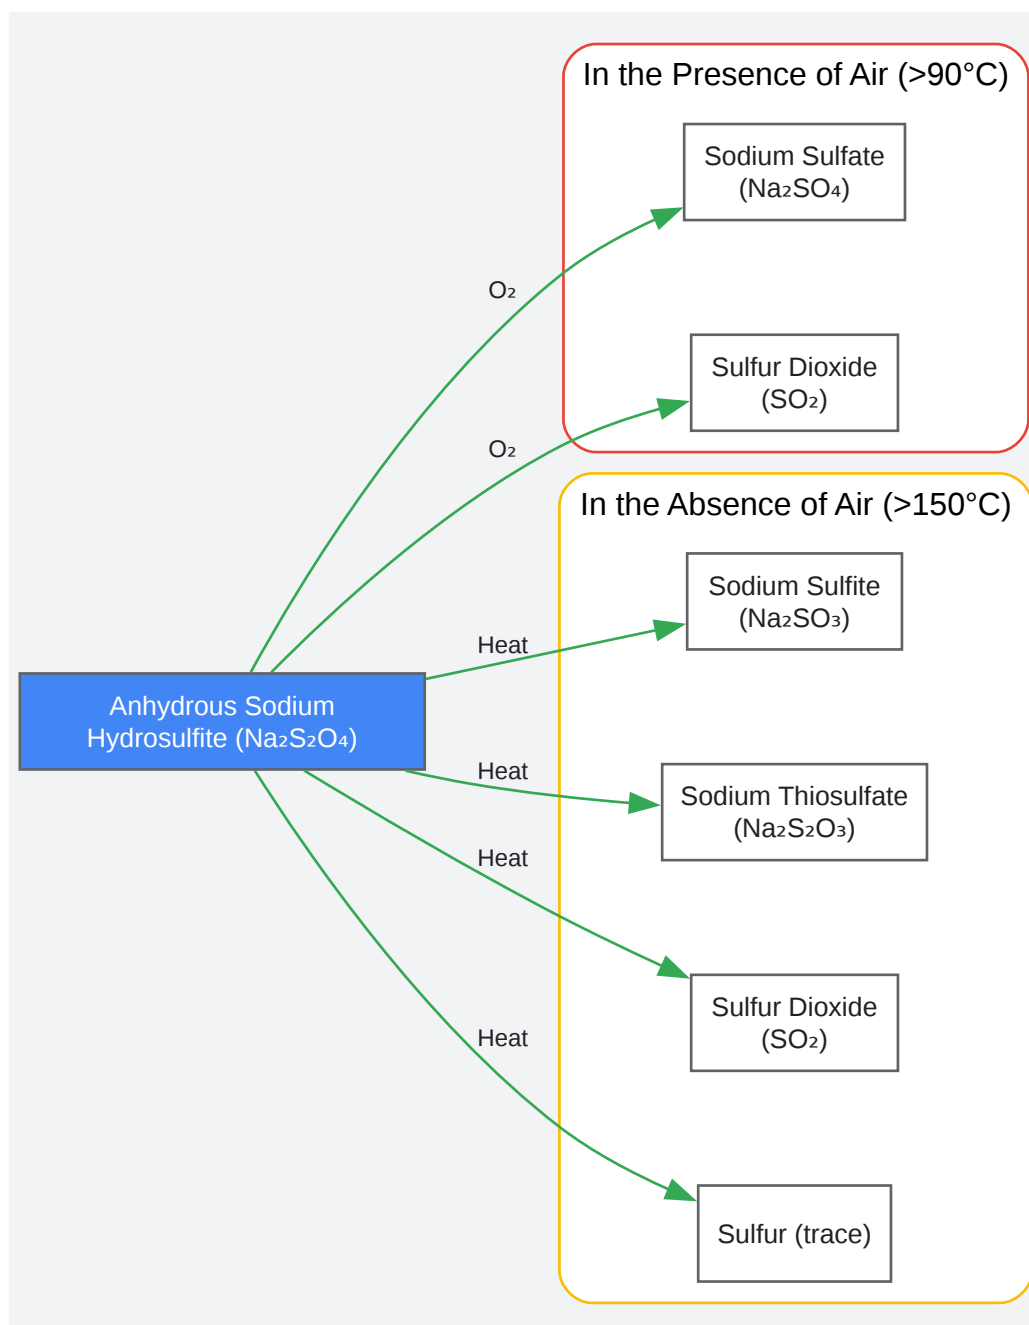 In the Presence of Air (>90°C)
Sodium Sulfate
(Na₂SO₄)
O₂
Sulfur Dioxide
(SO₂)
O₂
In the Absence of Air (>150°C)
Sodium Sulfite
(Na₂SO₃)
Heat
Anhydrous Sodium
Hydrosulfite (Na₂S₂O₄)
Heat
Sodium Thiosulfate
(Na₂S₂O₃)
Heat
Sulfur Dioxide
(SO₂)
Heat
Sulfur (trace)